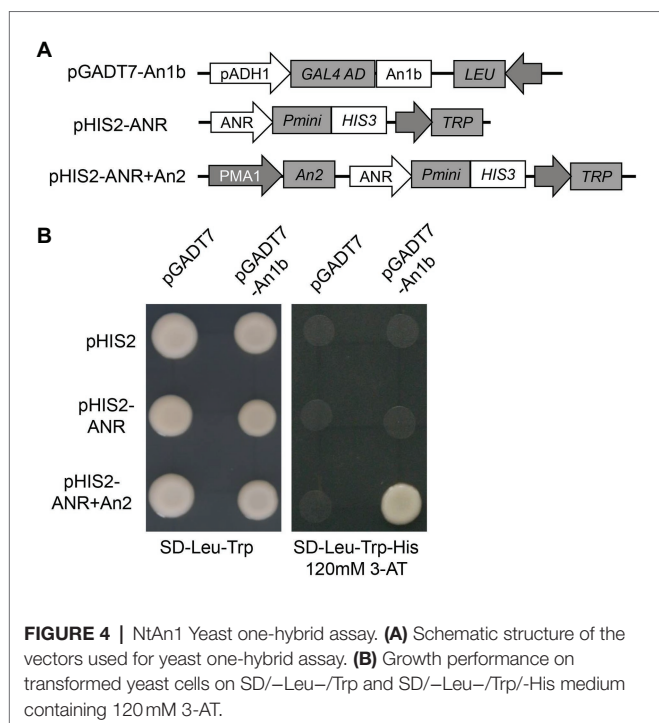 A
pGADT7-An1b
pADH1 GAL4 AD An1b LEU
pHIS2-ANR
ANR Pmini HIS3 TRP
pHIS2-ANR+An2
PMA1 An2 ANR Pmini HIS3 TRP
B
pGADT7
pGADT7
-An1b
pGADT7
pGADT7
-An1b
pHIS2
pHIS2-
ANR
pHIS2-
ANR+An2
SD-Leu-Trp
SD-Leu-Trp-His
120mM 3-AT
FIGURE 4 | NtAn1 Yeast one-hybrid assay. (A) Schematic structure of the
vectors used for yeast one-hybrid assay. (B) Growth performance on
transformed yeast cells on SD/−Leu−/Trp and SD/−Leu−/Trp/-His medium
containing 120 mM 3-AT.